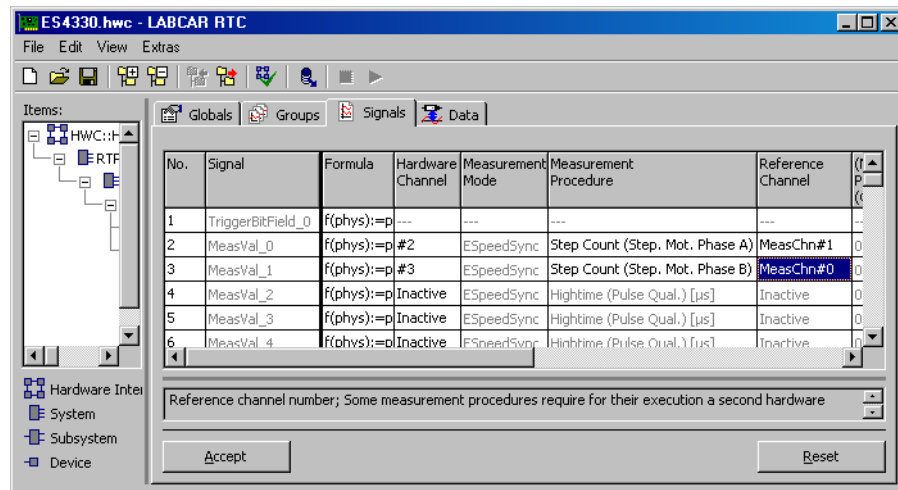 ES4330.hwc - LABCAR RTC
File Edit View Extras
Items:
HWC::H
RTF
Globals Groups Signals Data
No. Signal Formula Hardware Channel Measurement Mode Measurement Procedure Reference Channel
1 TriggerBitField_0 f(phys):=p --- --- --- ---
2 MeasVal_0 f(phys):=p #2 ESpeedSync Step Count (Step. Mot. Phase A) MeasChn#1 0
3 MeasVal_1 f(phys):=p #3 ESpeedSync Step Count (Step. Mot. Phase B) MeasChn#0 0
4 MeasVal_2 f(phys):=p Inactive ESpeedSync Hightime (Pulse Qual.) [µs] Inactive 0
5 MeasVal_3 f(phys):=p Inactive ESpeedSync Hightime (Pulse Qual.) [µs] Inactive 0
6 MeasVal_4 f(phys):=p Inactive ESpeedSync Hightime (Pulse Qual.) [µs] Inactive 0
Hardware Inter
System
Subsystem
Device
Reference channel number; Some measurement procedures require for their execution a second hardware
Accept Reset